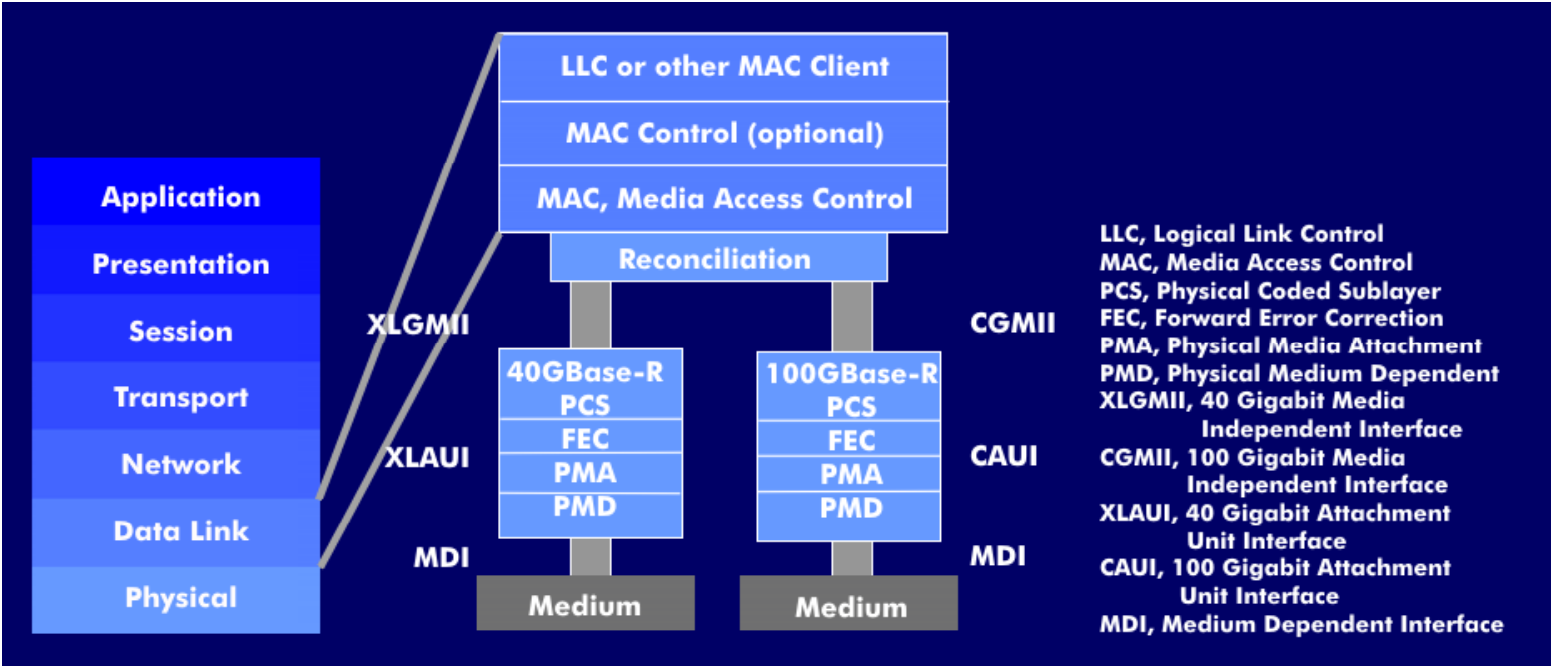 Application
Presentation
Session
Transport
Network
Data Link
Physical
LLC or other MAC Client
MAC Control (optional)
MAC, Media Access Control
Reconciliation
XLGMII
CGMII
40GBase-R
PCS
FEC
PMA
PMD
100GBase-R
PCS
FEC
PMA
PMD
XLAUI
CAUI
MDI
MDI
Medium
Medium
LLC, Logical Link Control
MAC, Media Access Control
PCS, Physical Coded Sublayer
FEC, Forward Error Correction
PMA, Physical Media Attachment
PMD, Physical Medium Dependent
XLGMII, 40 Gigabit Media
Independent Interface
CGMII, 100 Gigabit Media
Independent Interface
XLAUI, 40 Gigabit Attachment
Unit Interface
CAUI, 100 Gigabit Attachment
Unit Interface
MDI, Medium Dependent Interface